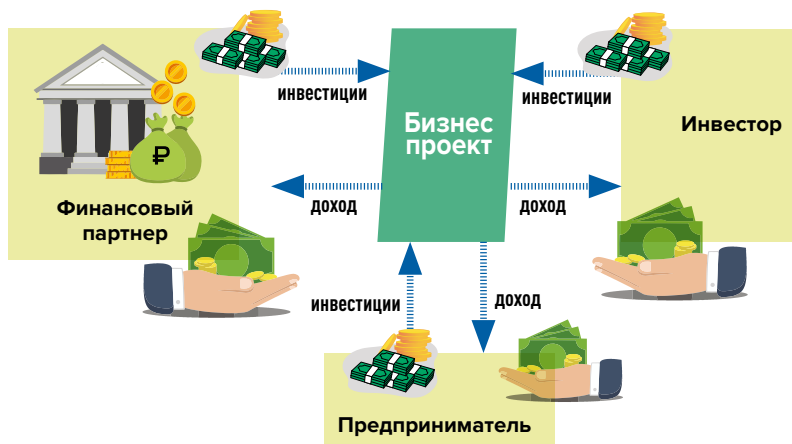 инвестиции
инвестиции
Бизнес
проект
Инвестор
₽
Финансовый
партнер
доход
доход
инвестиции
доход
Предприниматель